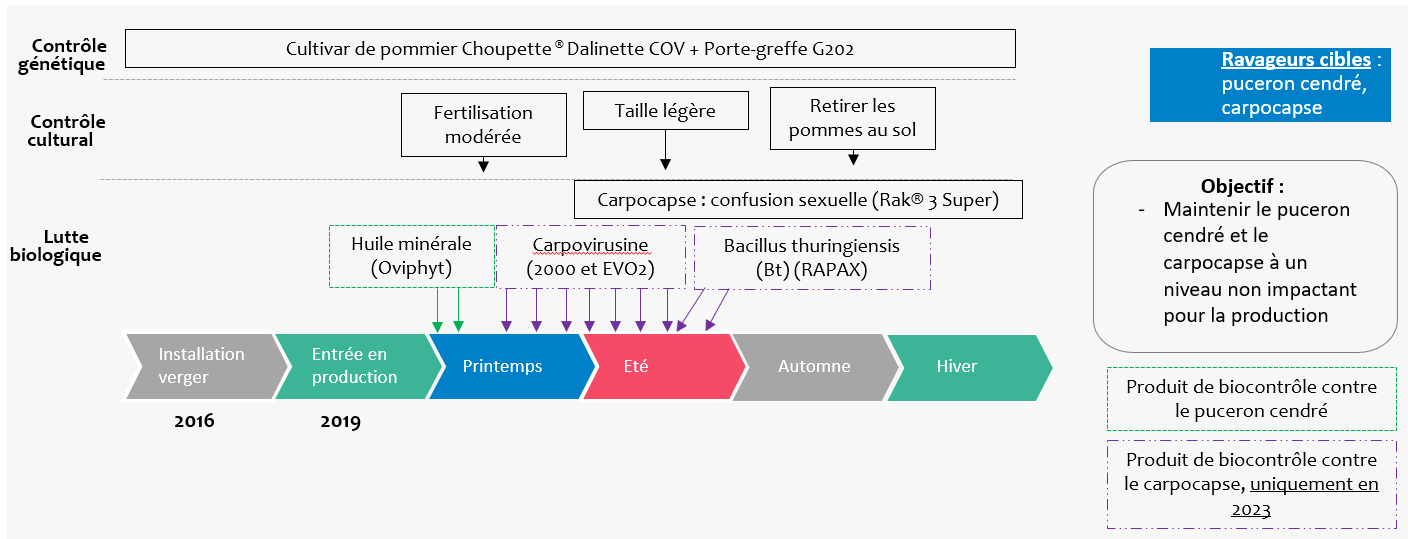 Contrôle
génétique
Cultivar de pommier Choupette ® Dalinette COV + Porte-greffe G202
Ravageurs cibles :
puceron cendré,
carpocapse
Contrôle
cultural
Fertilisation
modérée
Taille légère
Retirer les
pommes au sol
Objectif :
- Maintenir le puceron
cendré et le
carpocapse à un
niveau non impactant
pour la production
Lutte
biologique
Carpocapse : confusion sexuelle (Rak® 3 Super)
Huile minérale
(Oviphyt)
Carpovirusine
(2000 et EVO2)
Bacillus thuringiensis
(Bt) (RAPAX)
Installation
verger
Entrée en
production
Printemps
Eté
Automne
Hiver
2016
2019
Produit de biocontrôle contre
le puceron cendré
Produit de biocontrôle contre
le carpocapse, uniquement en
2023